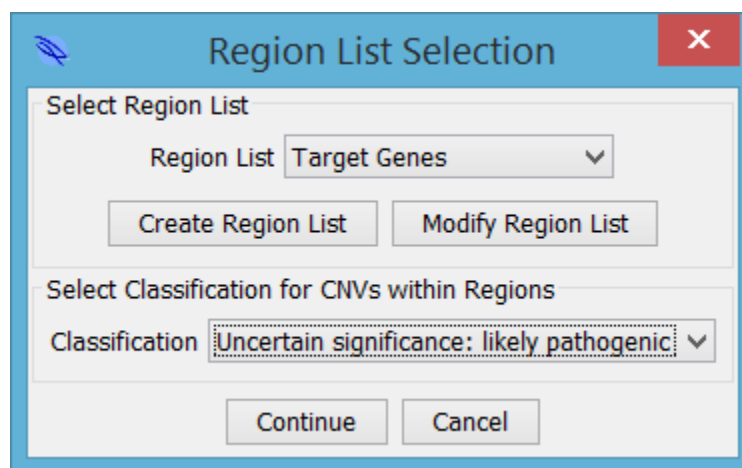 Region List Selection
Select Region List
Region List Target Genes
Create Region List Modify Region List
Select Classification for CNVs within Regions
Classification Uncertain significance: likely pathogenic
Continue Cancel